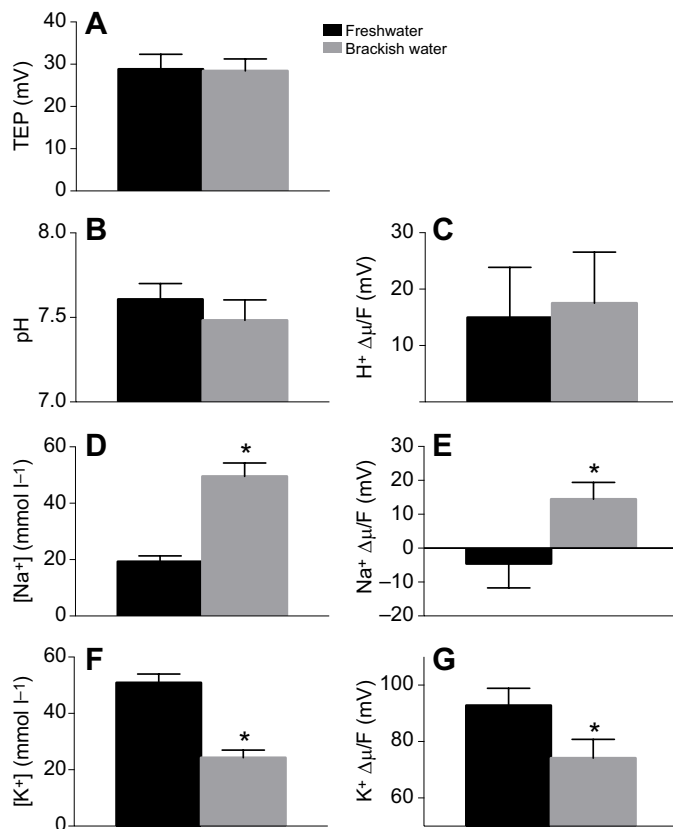 A
Freshwater
Brackish water
TEP (mV)
40
30
20
10
0
B
pH
8.0
7.5
7.0
C
H⁺ Δμ/F (mV)
30
20
15
10
D
[Na⁺] (mmol l⁻¹)
60
40
20
0
*
E
Na⁺ Δμ/F (mV)
30
20
10
0
–10
–20
*
F
[K⁺] (mmol l⁻¹)
60
40
20
0
*
G
K⁺ Δμ/F (mV)
100
80
60
*